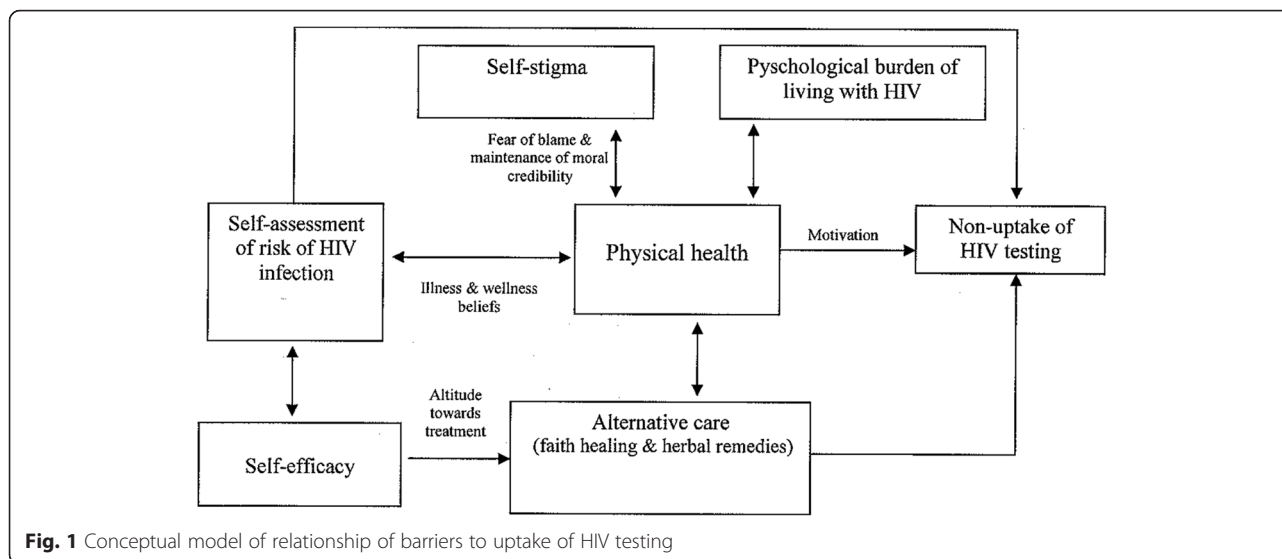 Self-stigma
Pyschological burden of
living with HIV
Fear of blame &
maintenance of moral
credibility
Self-assessment
of risk of HIV
infection
Physical health
Motivation
Non-uptake of
HIV testing
Illness & wellness
beliefs
Altitude
towards
treatment
Alternative care
(faith healing & herbal remedies)
Self-efficacy
Fig. 1 Conceptual model of relationship of barriers to uptake of HIV testing